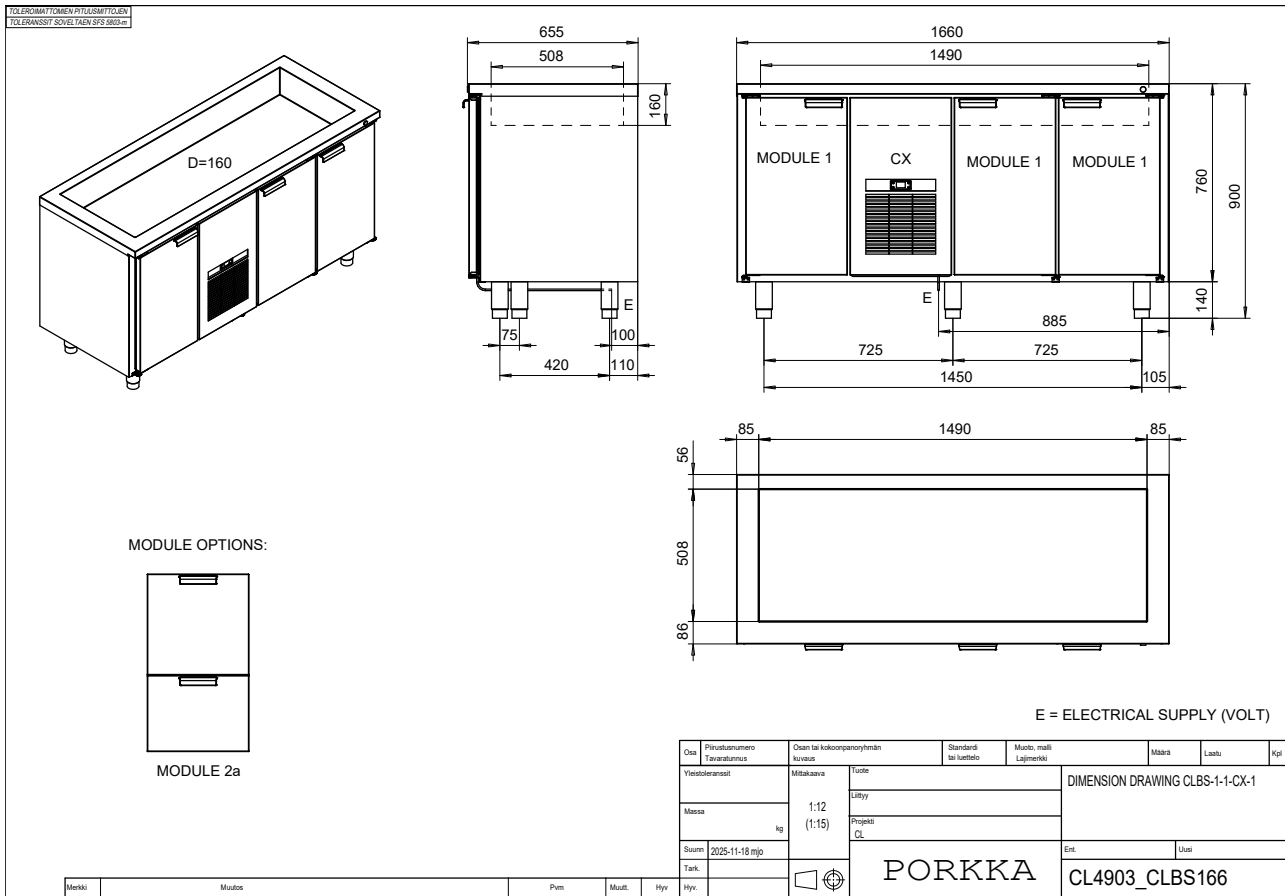 TOLEROIMATTOMIEN PITUUSMITTOJEN
TOLERANSSIT SOVELTAEN SFS 5803-m
D=160
655
508
160
E
75
100
420
110
1660
1490
MODULE 1
CX
MODULE 1
MODULE 1
760
900
140
E
885
725
725
1450
105
85
1490
85
56
508
86
MODULE OPTIONS:
MODULE 2a
E = ELECTRICAL SUPPLY (VOLT)
Osa
Piirustusnumero
Tavaratunnus
Osan tai kokoonpanoryhmän
kuvaus
Standardi
tai luettelo
Muoto, malli
Lajimerkki
Määrä
Laatu
Kpl
Yleistoleranssit
Mittakaava
1:12
(1:15)
Tuote
Liittyy
Projekti
CL
DIMENSION DRAWING CLBS-1-1-CX-1
Massa
kg
Suunn
2025-11-18 mjo
Tark.
Hyv.
PORKKA
Ent.
Uusi
CL4903_CLBS166
Merkki
Muutos
Pvm
Muutt.
Hyv